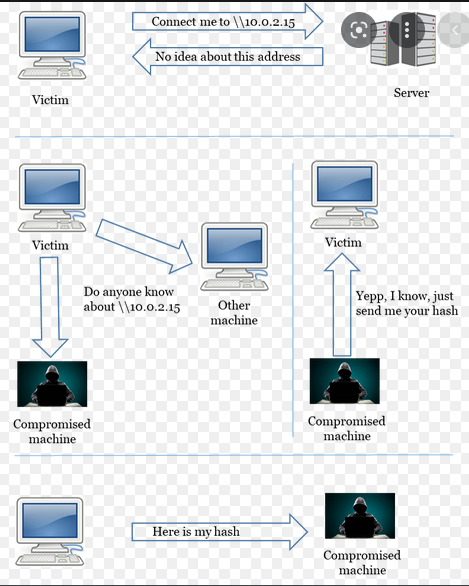 Connect me to \\10.0.2.15
No idea about this address
Victim
Server
Victim
Do anyone know
about \\10.0.2.15
Other
machine
Compromised
machine
Victim
Yepp, I know, just
send me your hash
Compromised
machine
Here is my hash
Compromised
machine